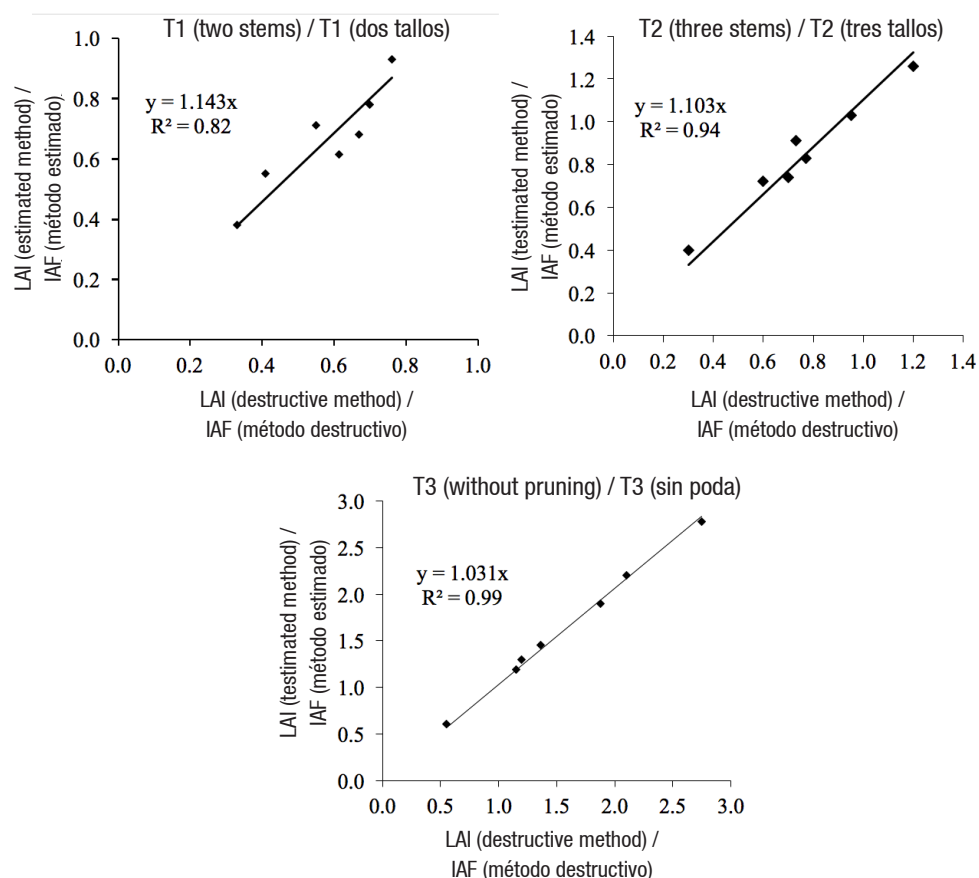 T1 (two stems) / T1 (dos tallos)
LAI (estimated method) /
IAF (método estimado)
1.0
0.8
0.6
0.4
0.2
0.0
y = 1.143x
R² = 0.82
0.0 0.2 0.4 0.6 0.8 1.0
LAI (destructive method) /
IAF (método destructivo)
T2 (three stems) / T2 (tres tallos)
LAI (testimated method) /
IAF (método estimado)
1.4
1.2
1.0
0.8
0.6
0.4
0.2
0.0
y = 1.103x
R² = 0.94
0.0 0.2 0.4 0.6 0.8 1.0 1.2 1.4
LAI (destructive method) /
IAF (método destructivo)
T3 (without pruning) / T3 (sin poda)
LAI (testimated method) /
IAF (método estimado)
3.0
2.5
2.0
1.5
1.0
0.5
0.0
y = 1.031x
R² = 0.99
0.0 0.5 1.0 1.5 2.0 2.5 3.0
LAI (destructive method) /
IAF (método destructivo)